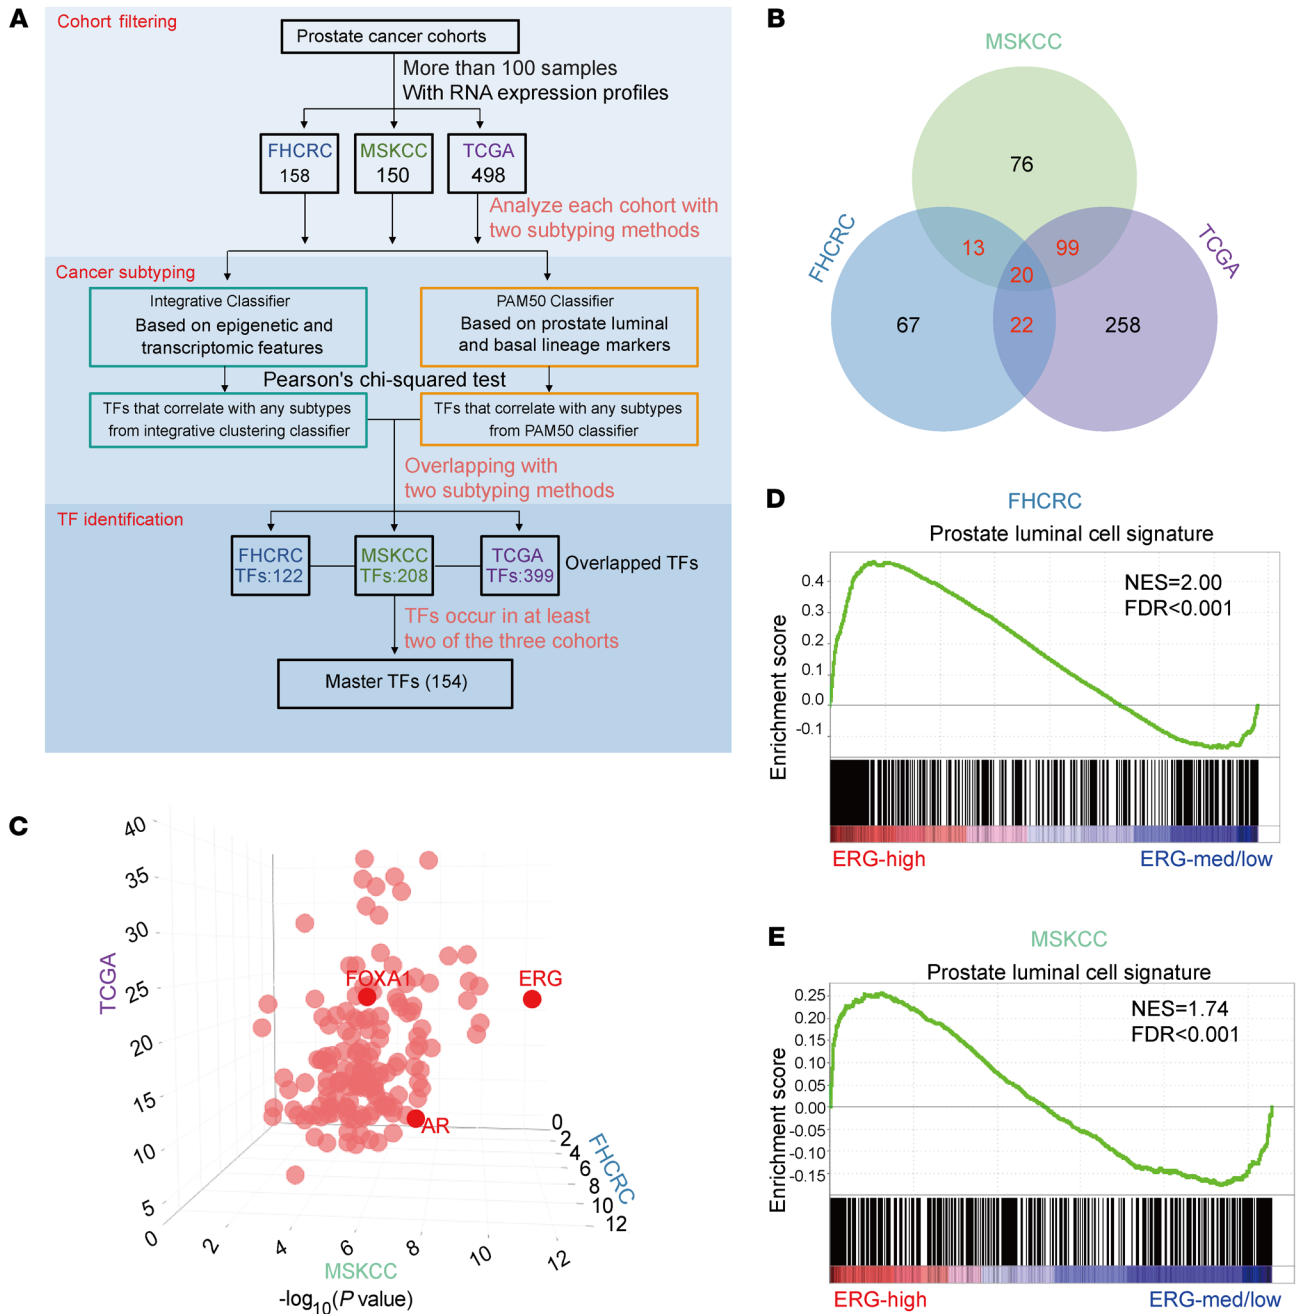 A
Cohort filtering
Prostate cancer cohorts
More than 100 samples
With RNA expression profiles
FHCRC
158
MSKCC
150
TCGA
498
Analyze each cohort with
two subtyping methods
Cancer subtyping
Integrative Classifier
Based on epigenetic and
transcriptomic features
PAM50 Classifier
Based on prostate luminal
and basal lineage markers
Pearson's chi-squared test
TFs that correlate with any subtypes
from integrative clustering classifier
TFs that correlate with any subtypes
from PAM50 classifier
Overlapping with
two subtyping methods
TF identification
FHCRC
TFs:122
MSKCC
TFs:208
TCGA
TFs:399
Overlapped TFs
TFs occur in at least
two of the three cohorts
Master TFs (154)
B
MSKCC
FHCRC
TCGA
76
13
99
20
67
22
258
C
TCGA
40
35
30
25
20
15
10
5
0
2
4
6
8
10
12
MSKCC
-log10(P value)
0
2
4
6
8
10
12
FHCRC
FOXA1
ERG
AR
D
FHCRC
Prostate luminal cell signature
NES=2.00
FDR<0.001
Enrichment score
0.4
0.3
0.2
0.1
0.0
-0.1
ERG-high
ERG-med/low
E
MSKCC
Prostate luminal cell signature
NES=1.74
FDR<0.001
Enrichment score
0.25
0.20
0.15
0.10
0.05
0.00
-0.05
-0.10
-0.15
ERG-high
ERG-med/low